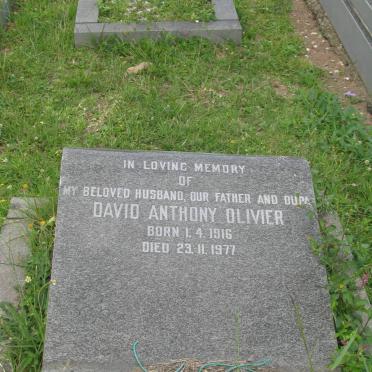 IN LOVING MEMORY
OF
MY BELOVED HUSBAND, OUR FATHER AND OUPA
DAVID ANTHONY OLIVIER
BORN 1.4.1916
DIED 23.11.1977